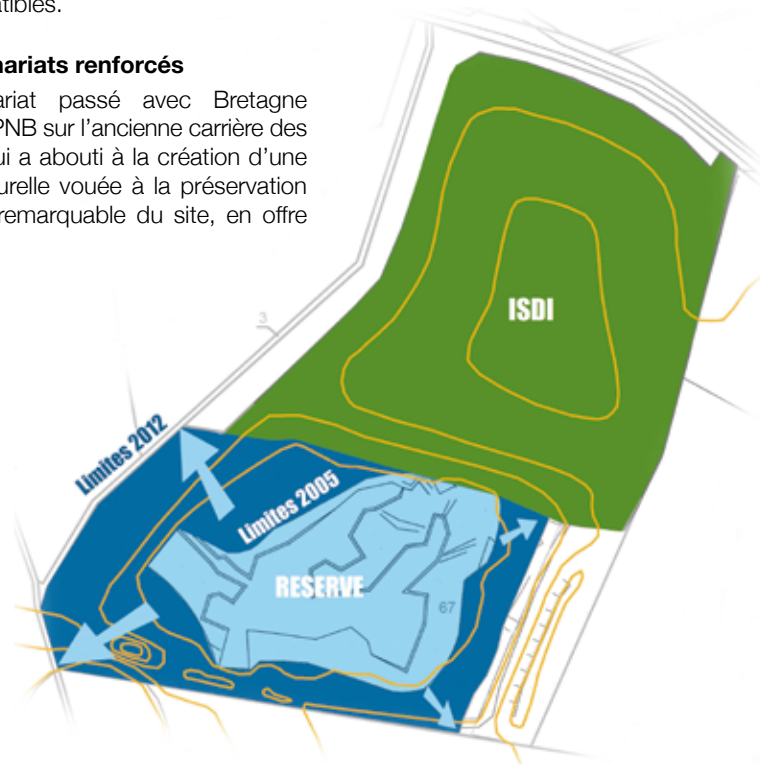 atibles.
nariats renforcés
ariat passé avec Bretagne
PNB sur l'ancienne carrière des
ui a abouti à la création d'une
urelle vouée à la préservation
remarquable du site, en offre
ISDI
3
Limites 2012
Limites 2005
RESERVE
67